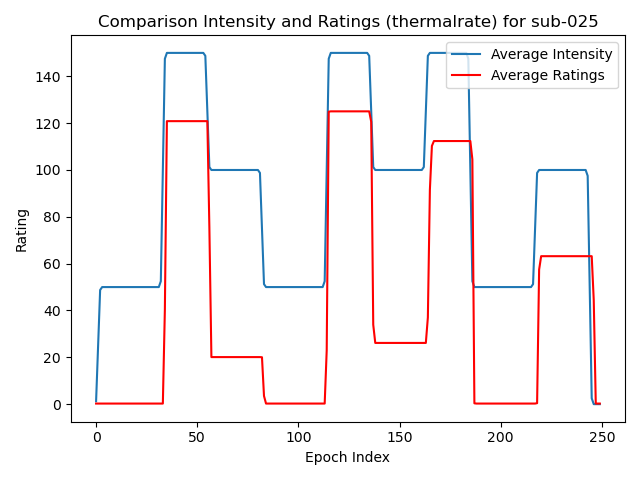 Comparison Intensity and Ratings (thermalrate) for sub-025
Average Intensity
Average Ratings
Rating
140
120
100
80
60
40
20
0
0 50 100 150 200 250
Epoch Index